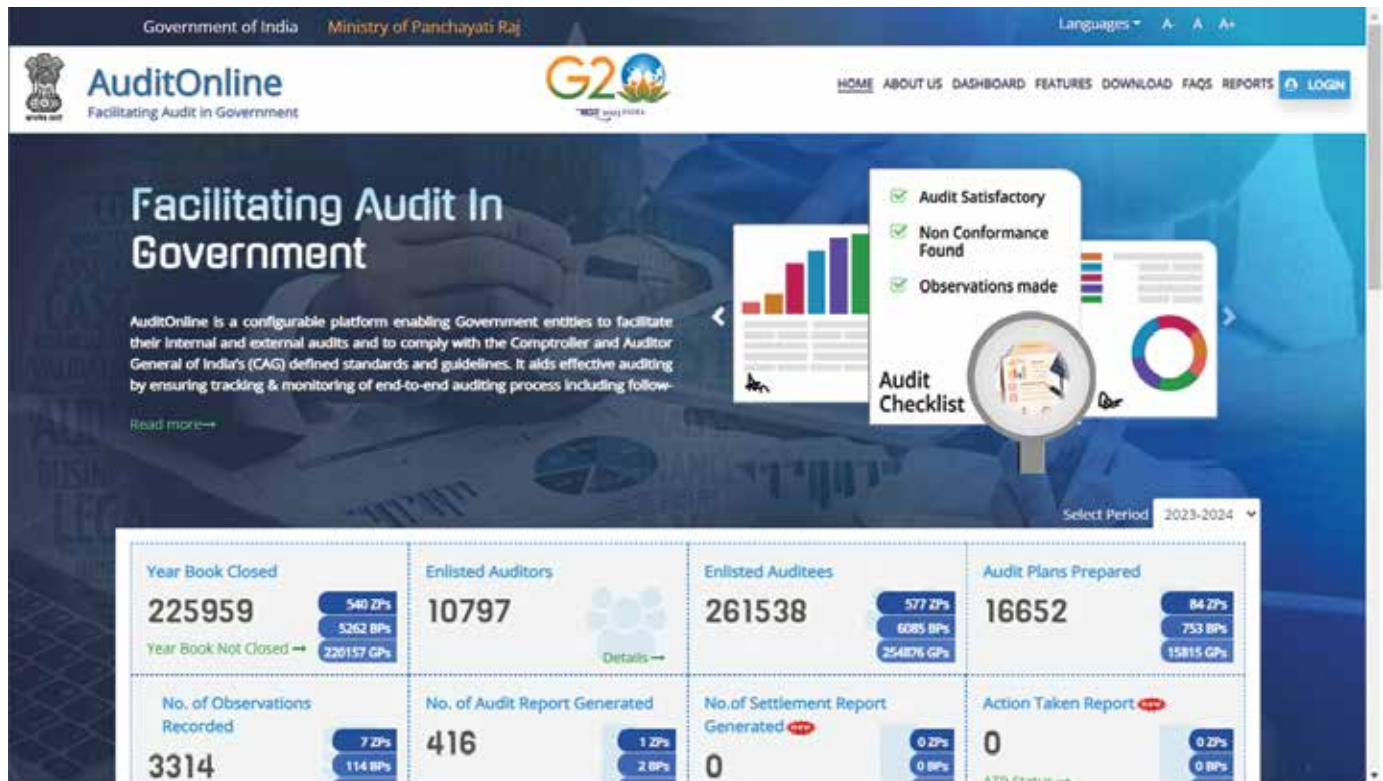 Government of India Ministry of Panchayati Raj
Languages A- A A+
AuditOnline
Facilitating Audit in Government
G20
HOME ABOUT US DASHBOARD FEATURES DOWNLOAD FAQS REPORTS LOGIN
Facilitating Audit In
Government
AuditOnline is a configurable platform enabling Government entities to facilitate
their internal and external audits and to comply with the Comptroller and Auditor
General of India's (CAG) defined standards and guidelines. It aids effective auditing
by ensuring tracking & monitoring of end-to-end auditing process including follow-
Read more→
Audit Satisfactory
Non Conformance
Found
Observations made
Audit
Checklist
Select Period 2023-2024
Year Book Closed
225959
540 ZPs
5262 BPs
220157 GPs
Year Book Not Closed →
Enlisted Auditors
10797
Details →
Enlisted Auditees
261538
577 ZPs
6085 BPs
254876 GPs
Audit Plans Prepared
16652
84 ZPs
753 BPs
15815 GPs
No. of Observations
Recorded
3314
7 ZPs
114 BPs
No. of Audit Report Generated
416
1 ZPs
2 BPs
No.of Settlement Report
Generated new
0
0 ZPs
0 BPs
Action Taken Report new
0
0 ZPs
0 BPs
ATR Status →